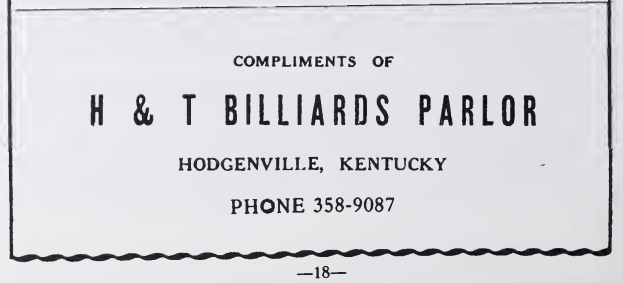 COMPLIMENTS OF
H & T BILLIARDS PARLOR
HODGENVILLE, KENTUCKY
PHONE 358-9087
—18—